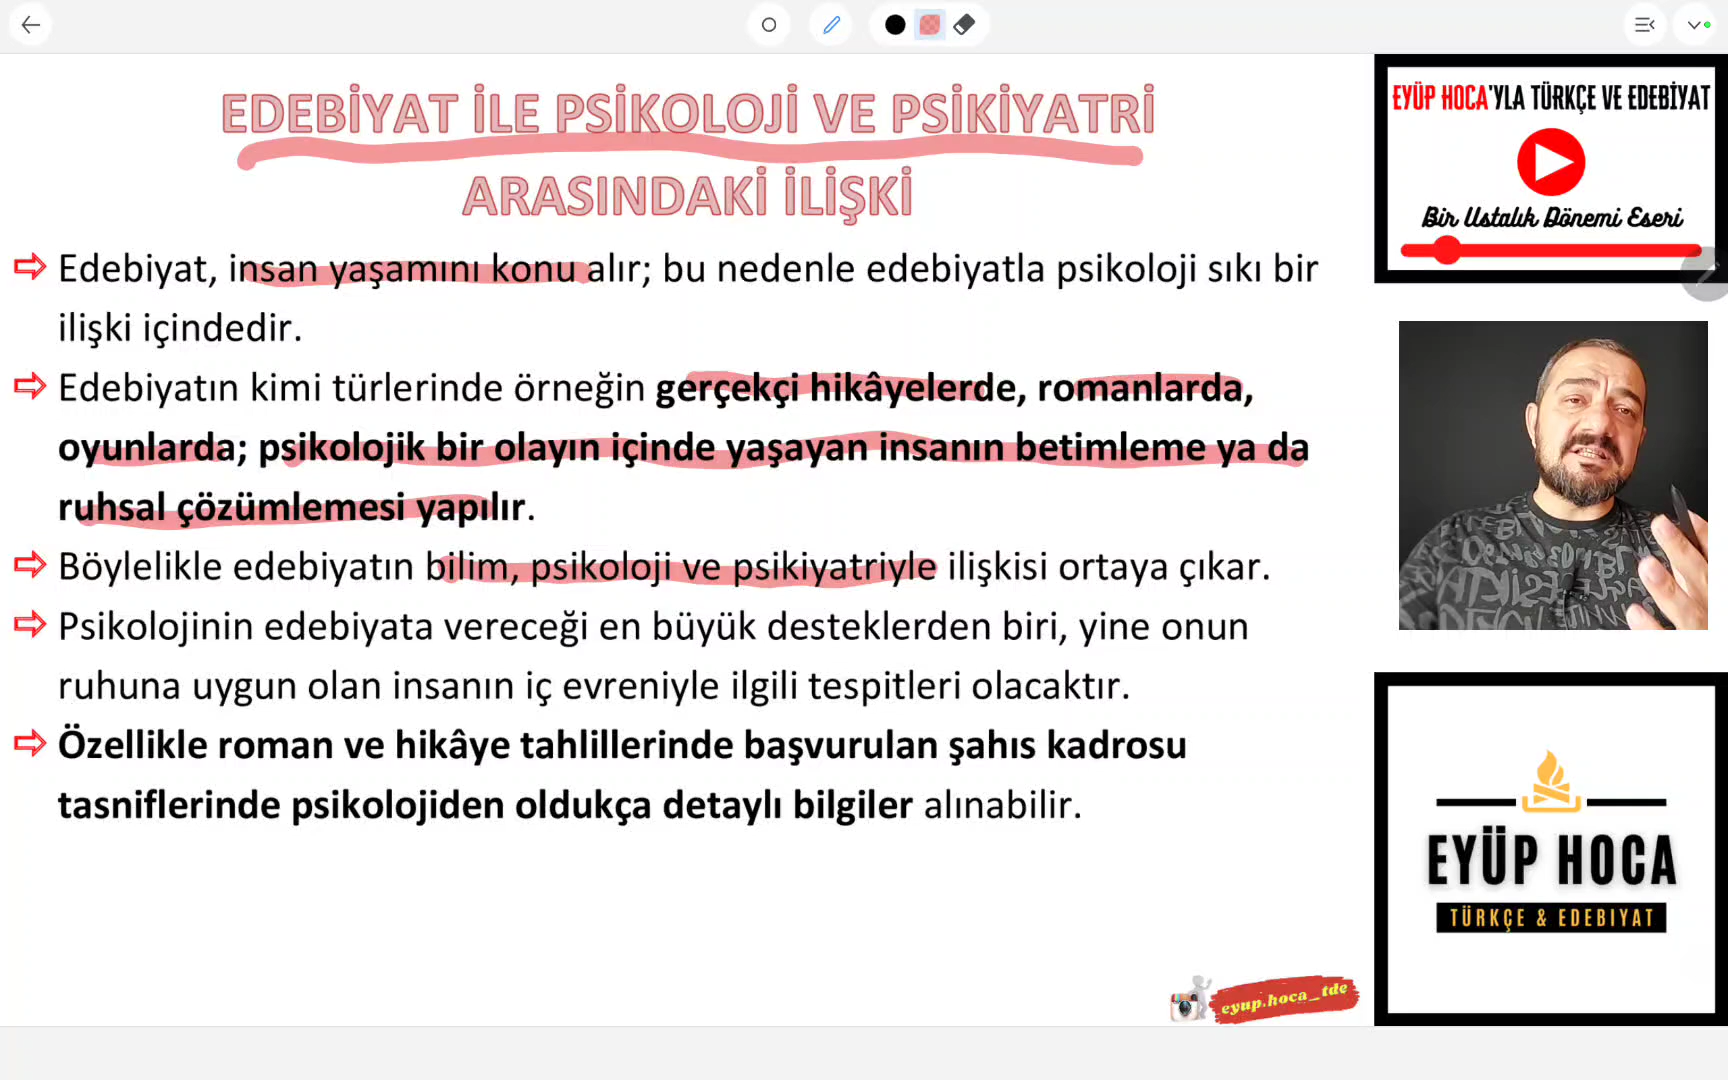 EDEBİYAT İLE PSİKOLOJİ VE PSİKİYATRİ
ARASINDAKİ İLİŞKİ
Edebiyat, insan yaşamını konu alır; bu nedenle edebiyatla psikoloji sıkı bir
ilişki içindedir.
Edebiyatın kimi türlerinde örneğin gerçekçi hikâyelerde, romanlarda,
oyunlarda; psikolojik bir olayın içinde yaşayan insanın betimleme ya da
ruhsal çözümlemesi yapılır.
Böylelikle edebiyatın bilim, psikoloji ve psikiyatriyle ilişkisi ortaya çıkar.
Psikolojinin edebiyata vereceği en büyük desteklerden biri, yine onun
ruhuna uygun olan insanın iç evreniyle ilgili tespitleri olacaktır.
Özellikle roman ve hikâye tahlillerinde başvurulan şahıs kadrosu
tasniflerinde psikolojiden oldukça detaylı bilgiler alınabilir.
EYÜP HOCA'YLA TÜRKÇE VE EDEBİYAT
Bir Ustalık Dönemi Eseri
EYÜP HOCA
TÜRKÇE & EDEBIYAT
eyup.hoca_tde